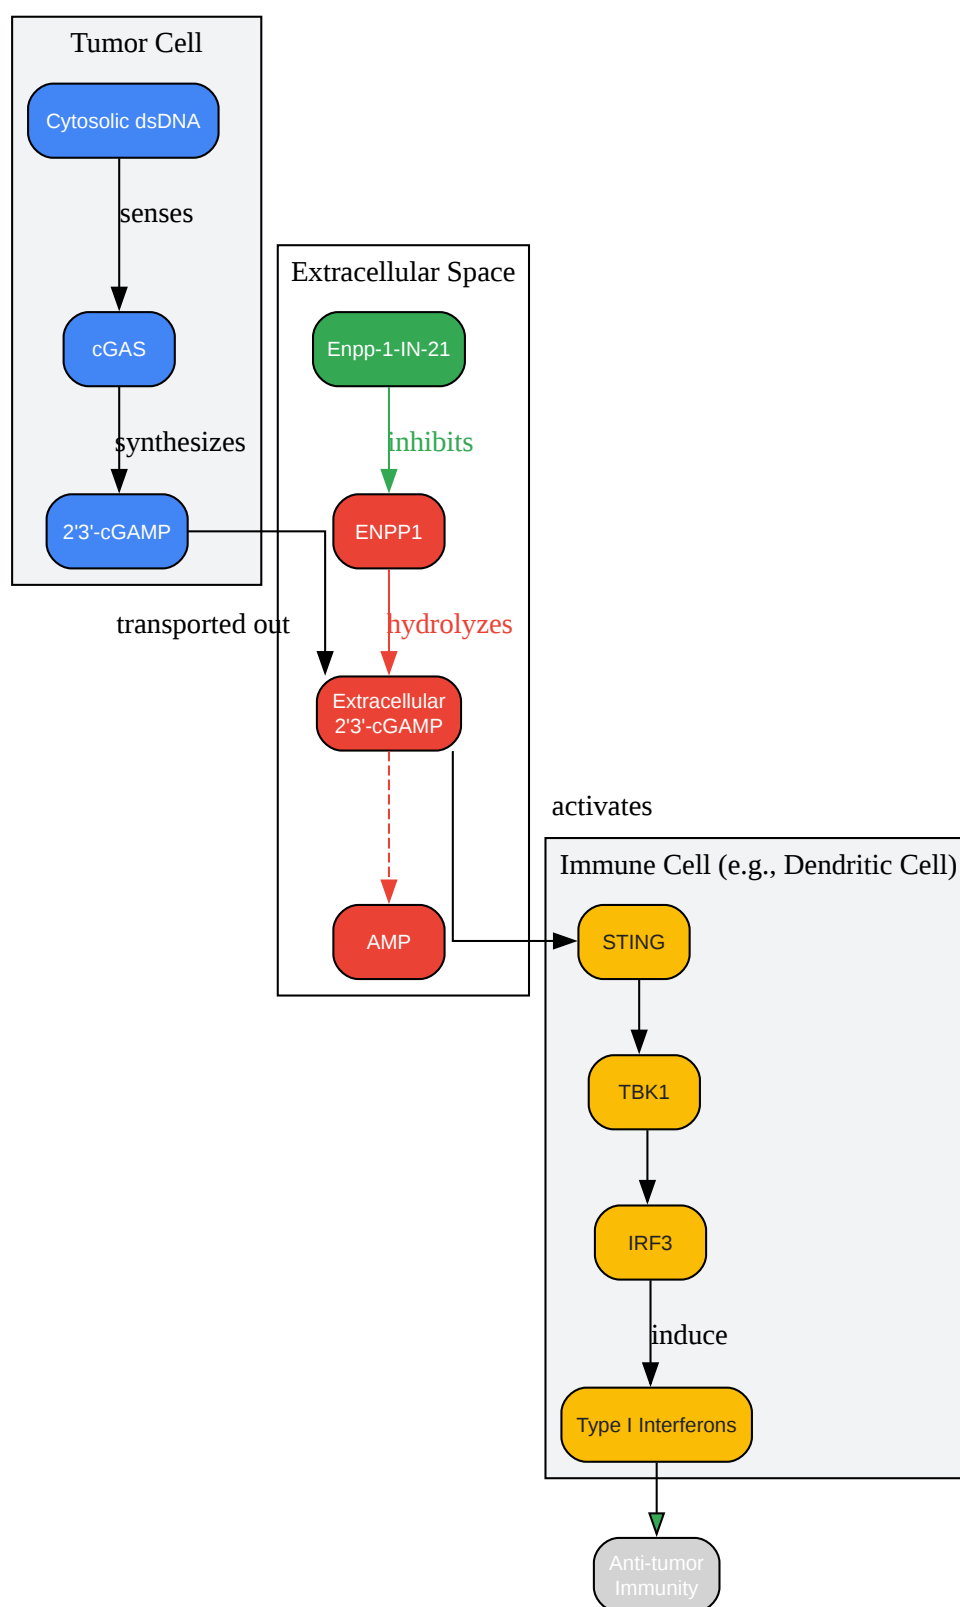 Tumor Cell
Cytosolic dsDNA
senses
cGAS
synthesizes
2'3'-cGAMP
transported out
Extracellular Space
Enpp-1-IN-21
inhibits
ENPP1
hydrolyzes
Extracellular
2'3'-cGAMP
AMP
activates
Immune Cell (e.g., Dendritic Cell)
STING
TBK1
IRF3
induce
Type I Interferons
Anti-tumor
Immunity